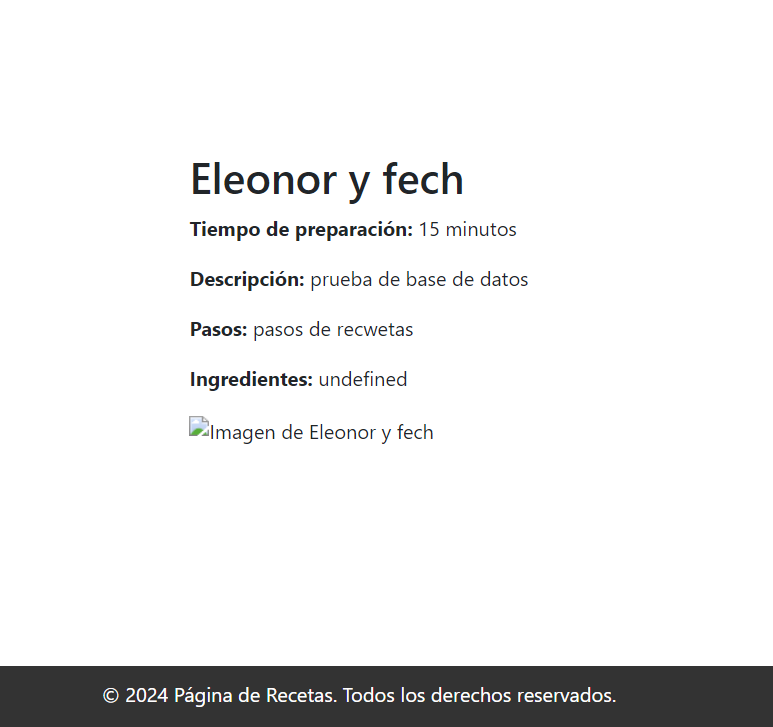 Eleonor y fech
Tiempo de preparación: 15 minutos
Descripción: prueba de base de datos
Pasos: pasos de recwetas
Ingredientes: undefined
Imagen de Eleonor y fech
© 2024 Página de Recetas. Todos los derechos reservados.